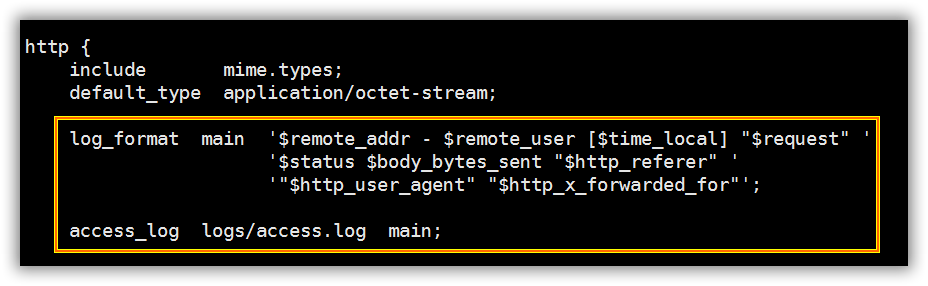 http {
    include       mime.types;
    default_type  application/octet-stream;

    log_format  main  '$remote_addr - $remote_user [$time_local] "$request" '
                      '$status $body_bytes_sent "$http_referer" '
                      '"$http_user_agent" "$http_x_forwarded_for"';

    access_log  logs/access.log  main;